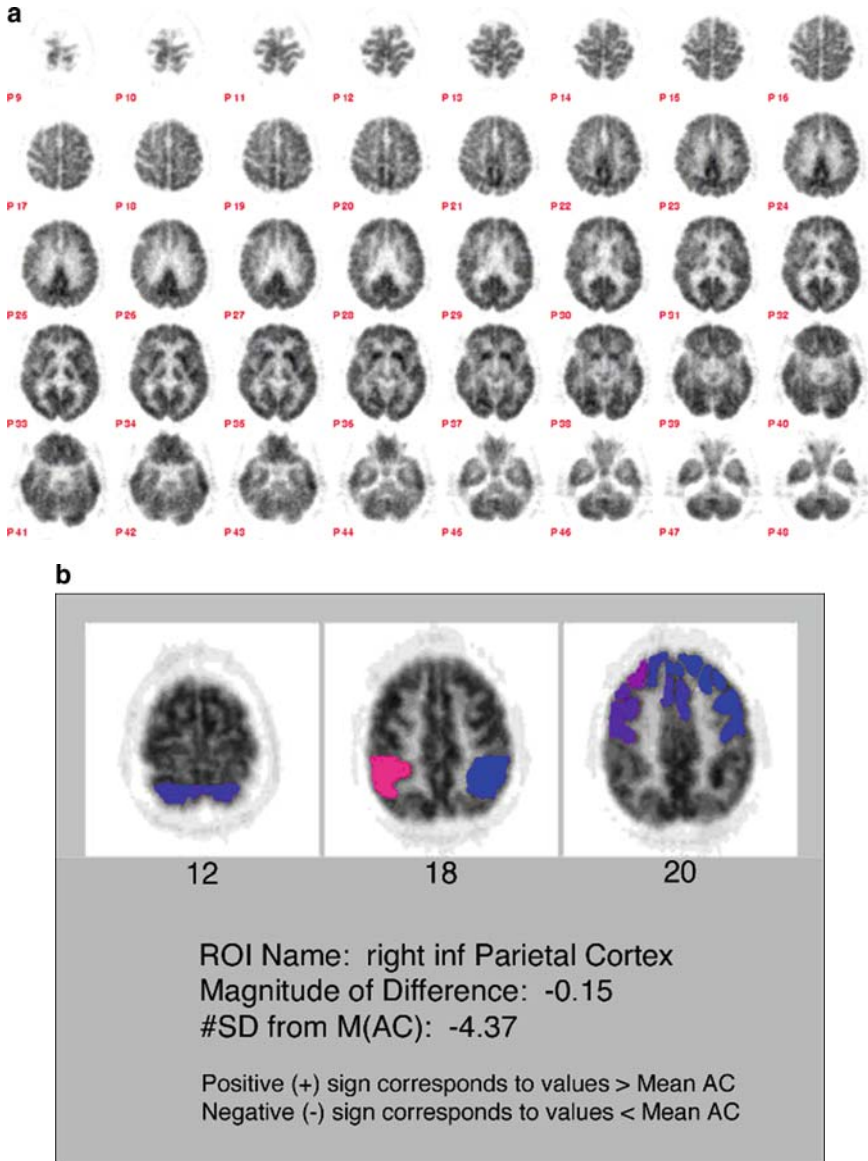 a
P9 P10 P11 P12 P13 P14 P15 P16
P17 P18 P19 P20 P21 P22 P23 P24
P25 P26 P27 P28 P29 P30 P31 P32
P33 P34 P35 P36 P37 P38 P39 P40
P41 P42 P43 P44 P45 P46 P47 P48
b
12 18 20
ROI Name: right inf Parietal Cortex
Magnitude of Difference: -0.15
#SD from M(AC): -4.37
Positive (+) sign corresponds to values > Mean AC
Negative (-) sign corresponds to values < Mean AC